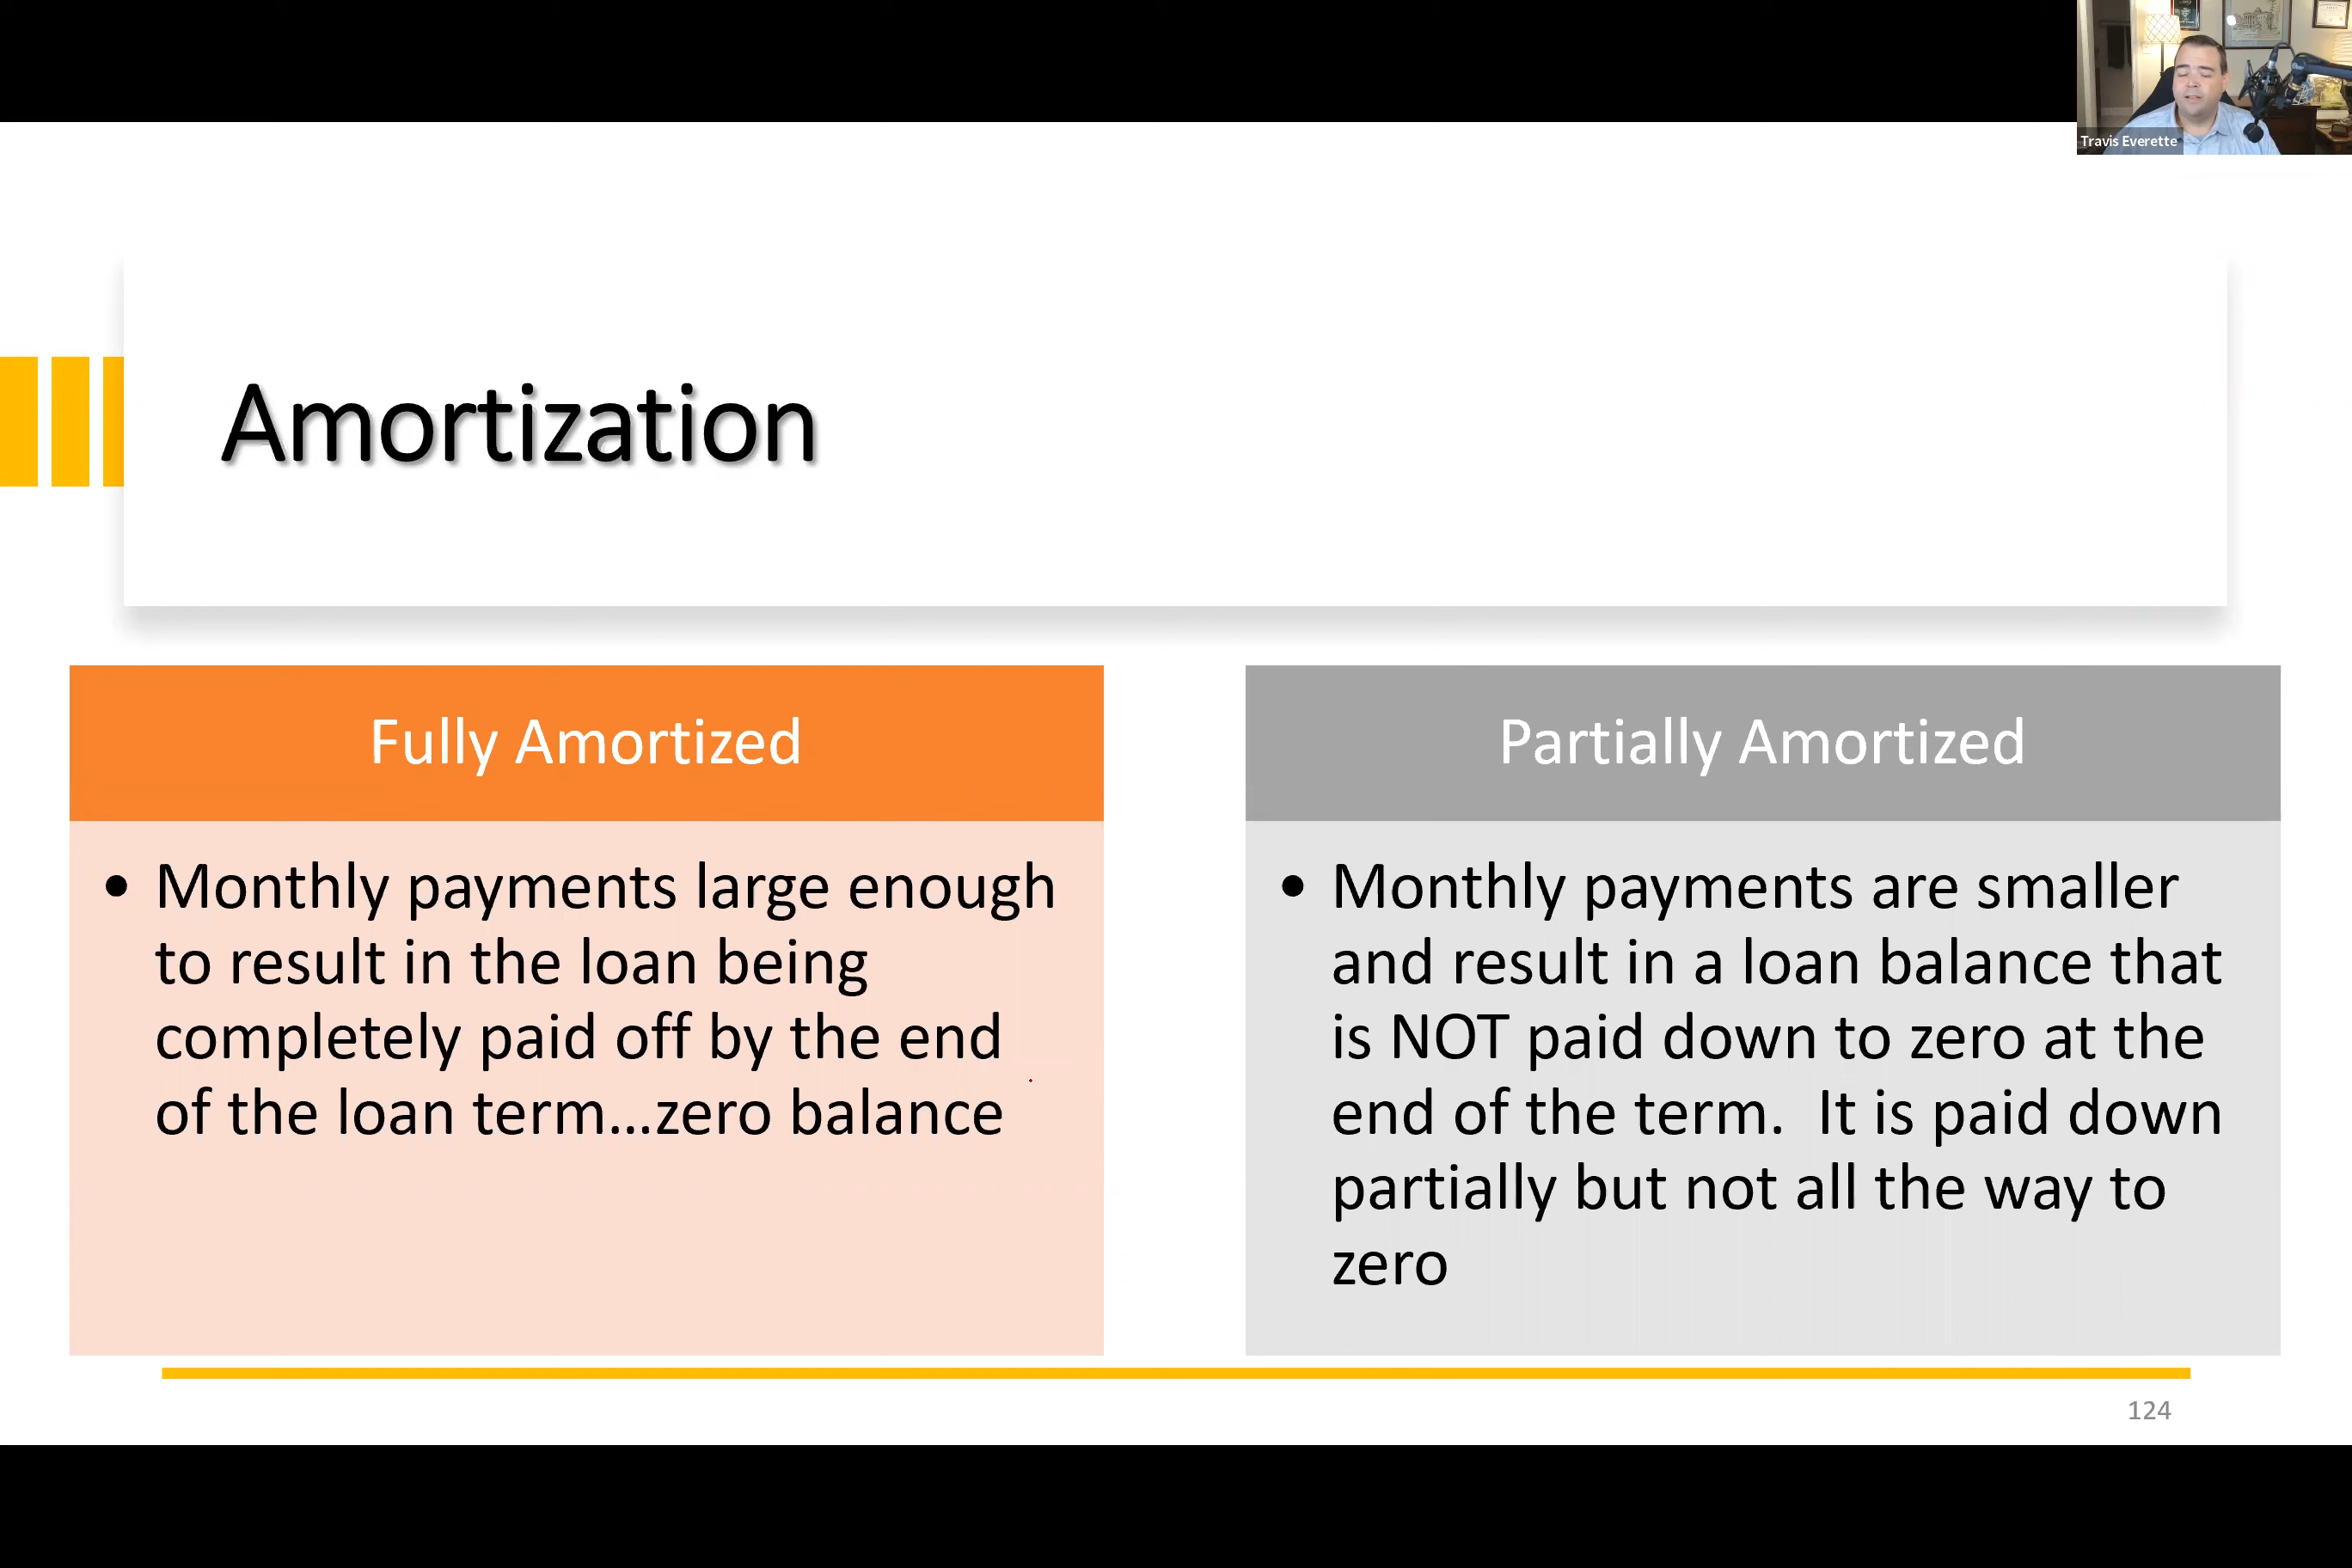 Travis Everette
Amortization
Fully Amortized
• Monthly payments large enough
to result in the loan being
completely paid off by the end
of the loan term...zero balance
Partially Amortized
• Monthly payments are smaller
and result in a loan balance that
is NOT paid down to zero at the
end of the term.  It is paid down
partially but not all the way to
zero
124